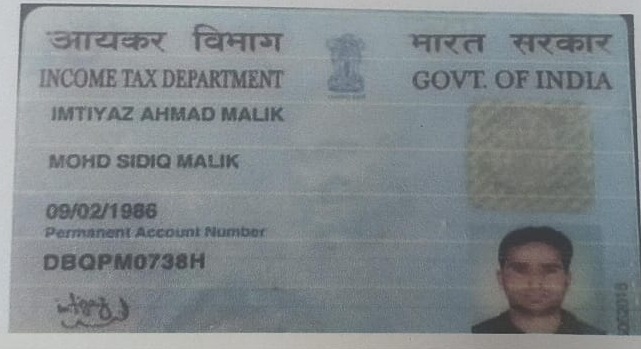 आयकर विभाग
भारत सरकार
INCOME TAX DEPARTMENT
GOVT. OF INDIA
IMTIYAZ AHMAD MALIK
MOHD SIDIQ MALIK
09/02/1986
Permanent Account Number
DBQPM0738H